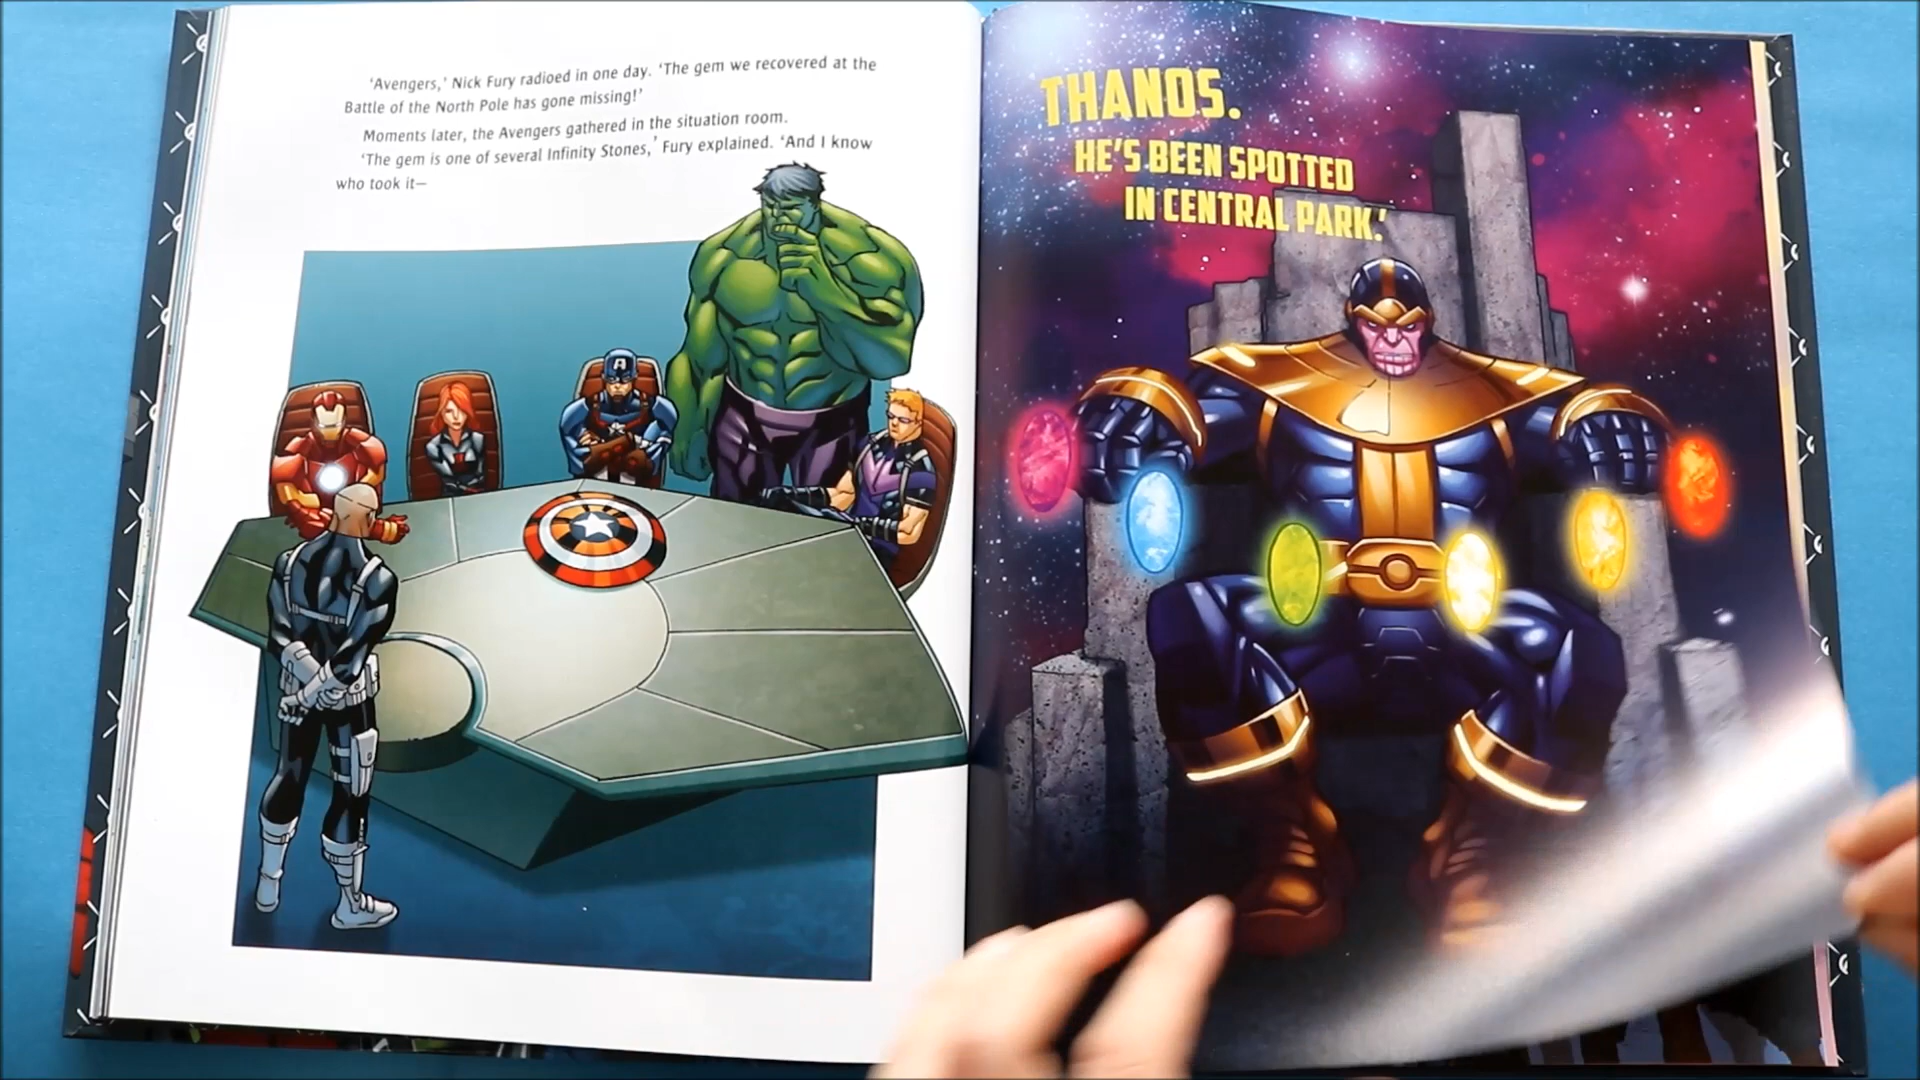 ‘Avengers,’ Nick Fury radioed in one day. ‘The gem we recovered at the
Battle of the North Pole has gone missing!’
Moments later, the Avengers gathered in the situation room.
‘The gem is one of several Infinity Stones,’ Fury explained. ‘And I know
who took it—
THANOS.
HE’S BEEN SPOTTED
IN CENTRAL PARK.’
A